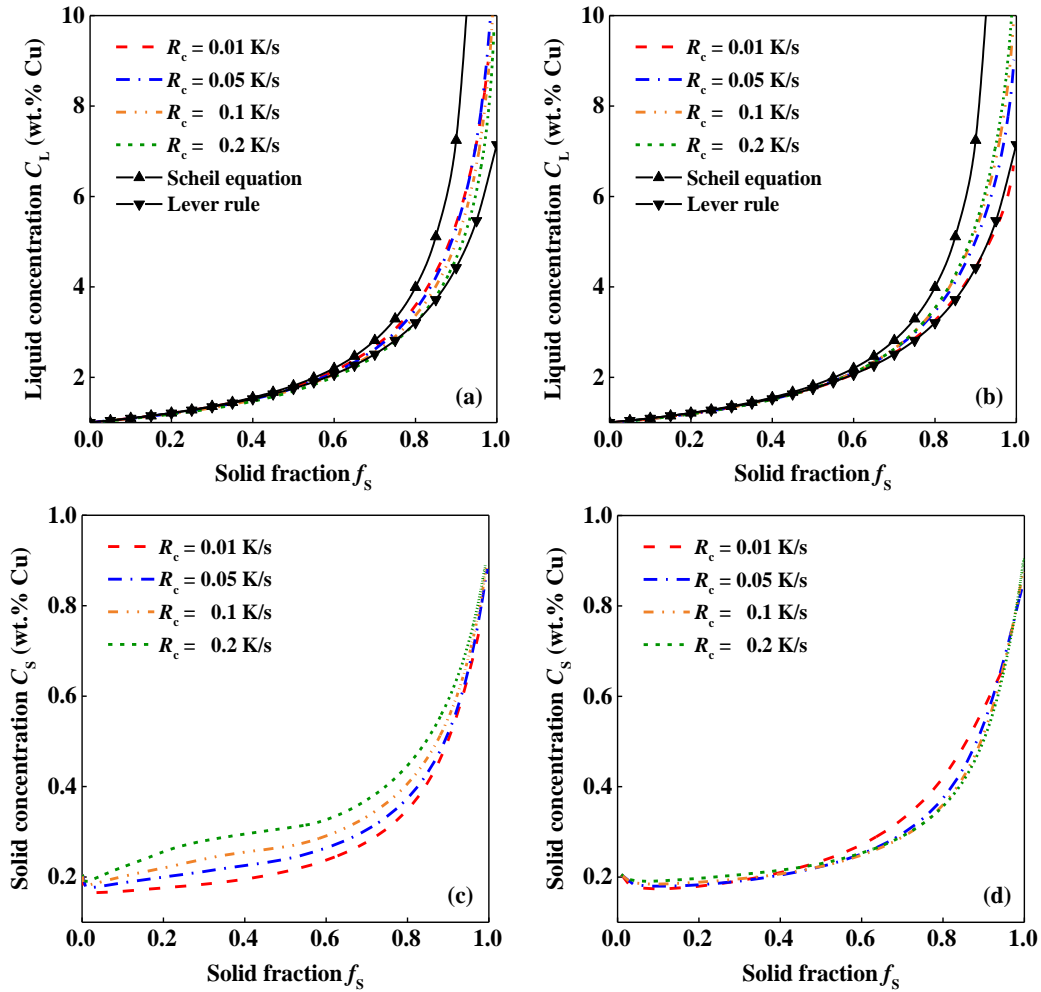 10
8
6
4
2
0.0 0.2 0.4 0.6 0.8 1.0
Liquid concentration C_L (wt.% Cu)
Solid fraction f_S
R_c = 0.01 K/s
R_c = 0.05 K/s
R_c = 0.1 K/s
R_c = 0.2 K/s
Scheil equation
Lever rule
(a)
10
8
6
4
2
0.0 0.2 0.4 0.6 0.8 1.0
Liquid concentration C_L (wt.% Cu)
Solid fraction f_S
R_c = 0.01 K/s
R_c = 0.05 K/s
R_c = 0.1 K/s
R_c = 0.2 K/s
Scheil equation
Lever rule
(b)
1.0
0.8
0.6
0.4
0.2
0.0 0.2 0.4 0.6 0.8 1.0
Solid concentration C_S (wt.% Cu)
Solid fraction f_S
R_c = 0.01 K/s
R_c = 0.05 K/s
R_c = 0.1 K/s
R_c = 0.2 K/s
(c)
1.0
0.8
0.6
0.4
0.2
0.0 0.2 0.4 0.6 0.8 1.0
Solid concentration C_S (wt.% Cu)
Solid fraction f_S
R_c = 0.01 K/s
R_c = 0.05 K/s
R_c = 0.1 K/s
R_c = 0.2 K/s
(d)